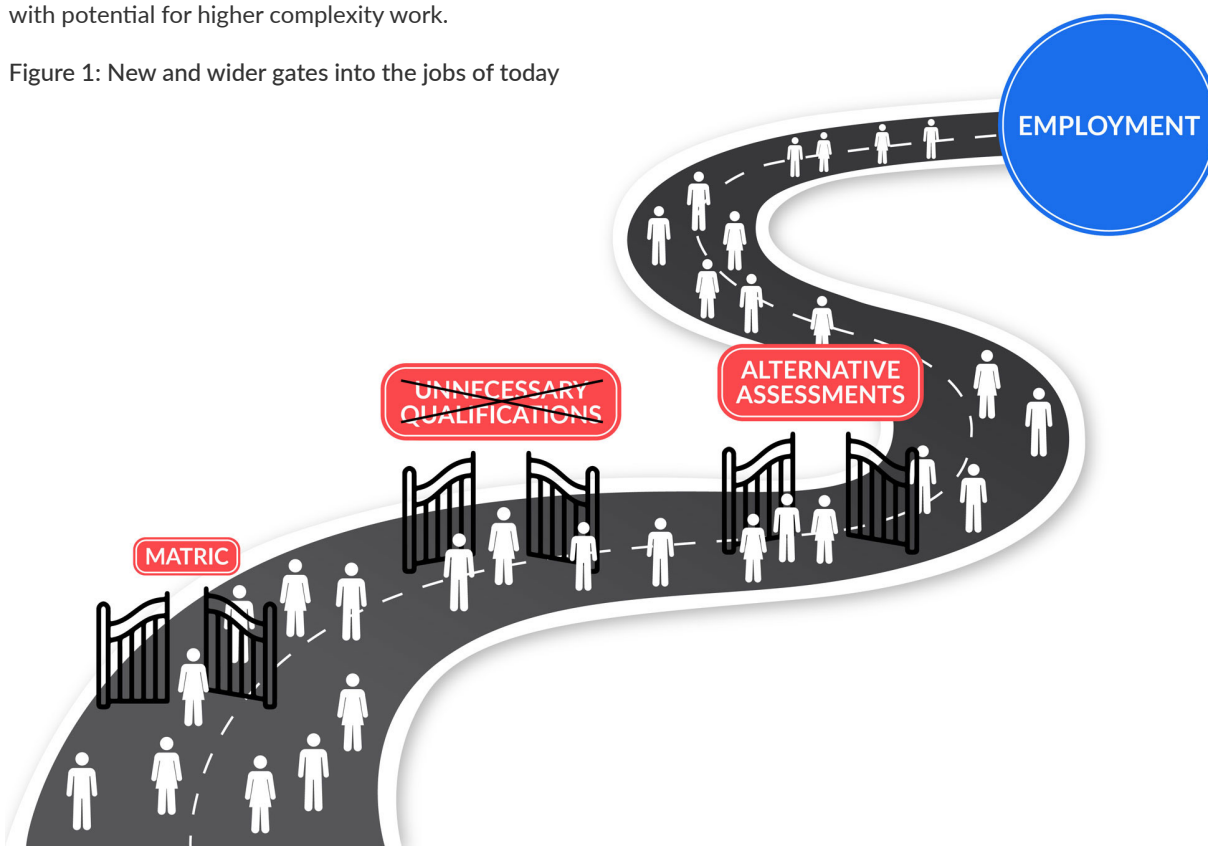 with potential for higher complexity work.
Figure 1: New and wider gates into the jobs of today
EMPLOYMENT
UNNECESSARY
QUALIFICATIONS
ALTERNATIVE
ASSESSMENTS
MATRIC